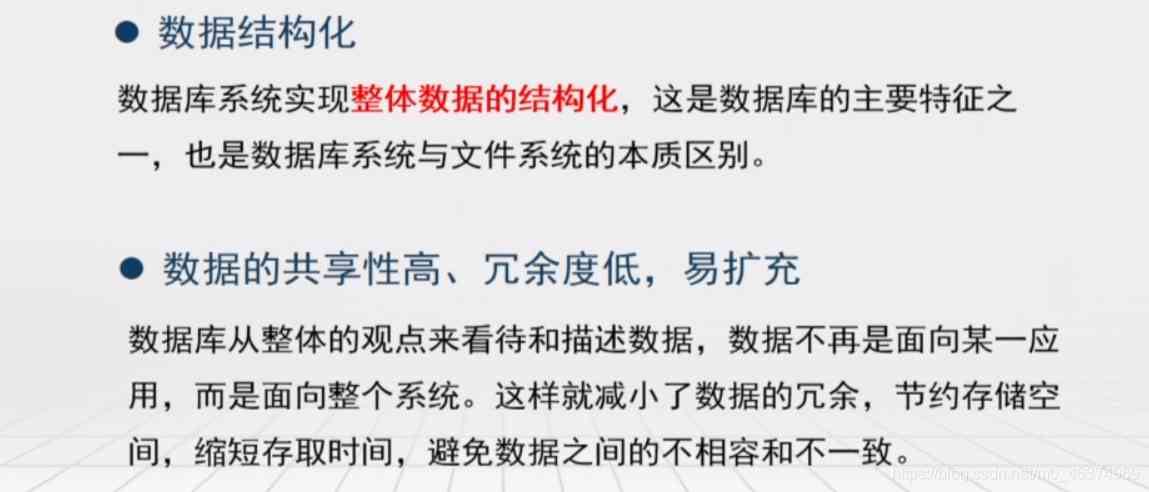 ● 数据结构化
数据库系统实现整体数据的结构化，这是数据库的主要特征之
一，也是数据库系统与文件系统的本质区别。
● 数据的共享性高、冗余度低，易扩充
数据库从整体的观点来看待和描述数据，数据不再是面向某一应
用，而是面向整个系统。这样就减小了数据的冗余，节约存储空
间，缩短存取时间，避免数据之间的不相容和不一致。